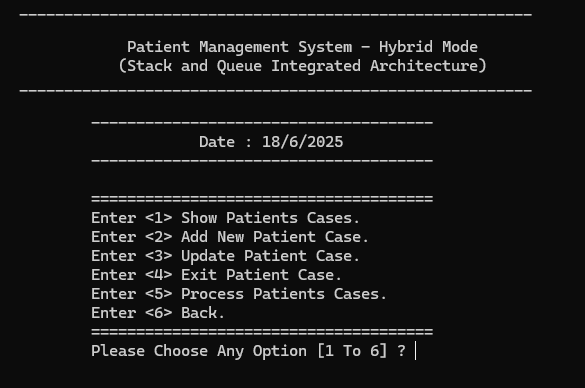 Patient Management System – Hybrid Mode
(Stack and Queue Integrated Architecture)
Date : 18/6/2025
Enter <1> Show Patients Cases.
Enter <2> Add New Patient Case.
Enter <3> Update Patient Case.
Enter <4> Exit Patient Case.
Enter <5> Process Patients Cases.
Enter <6> Back.
Please Choose Any Option [1 To 6] ?